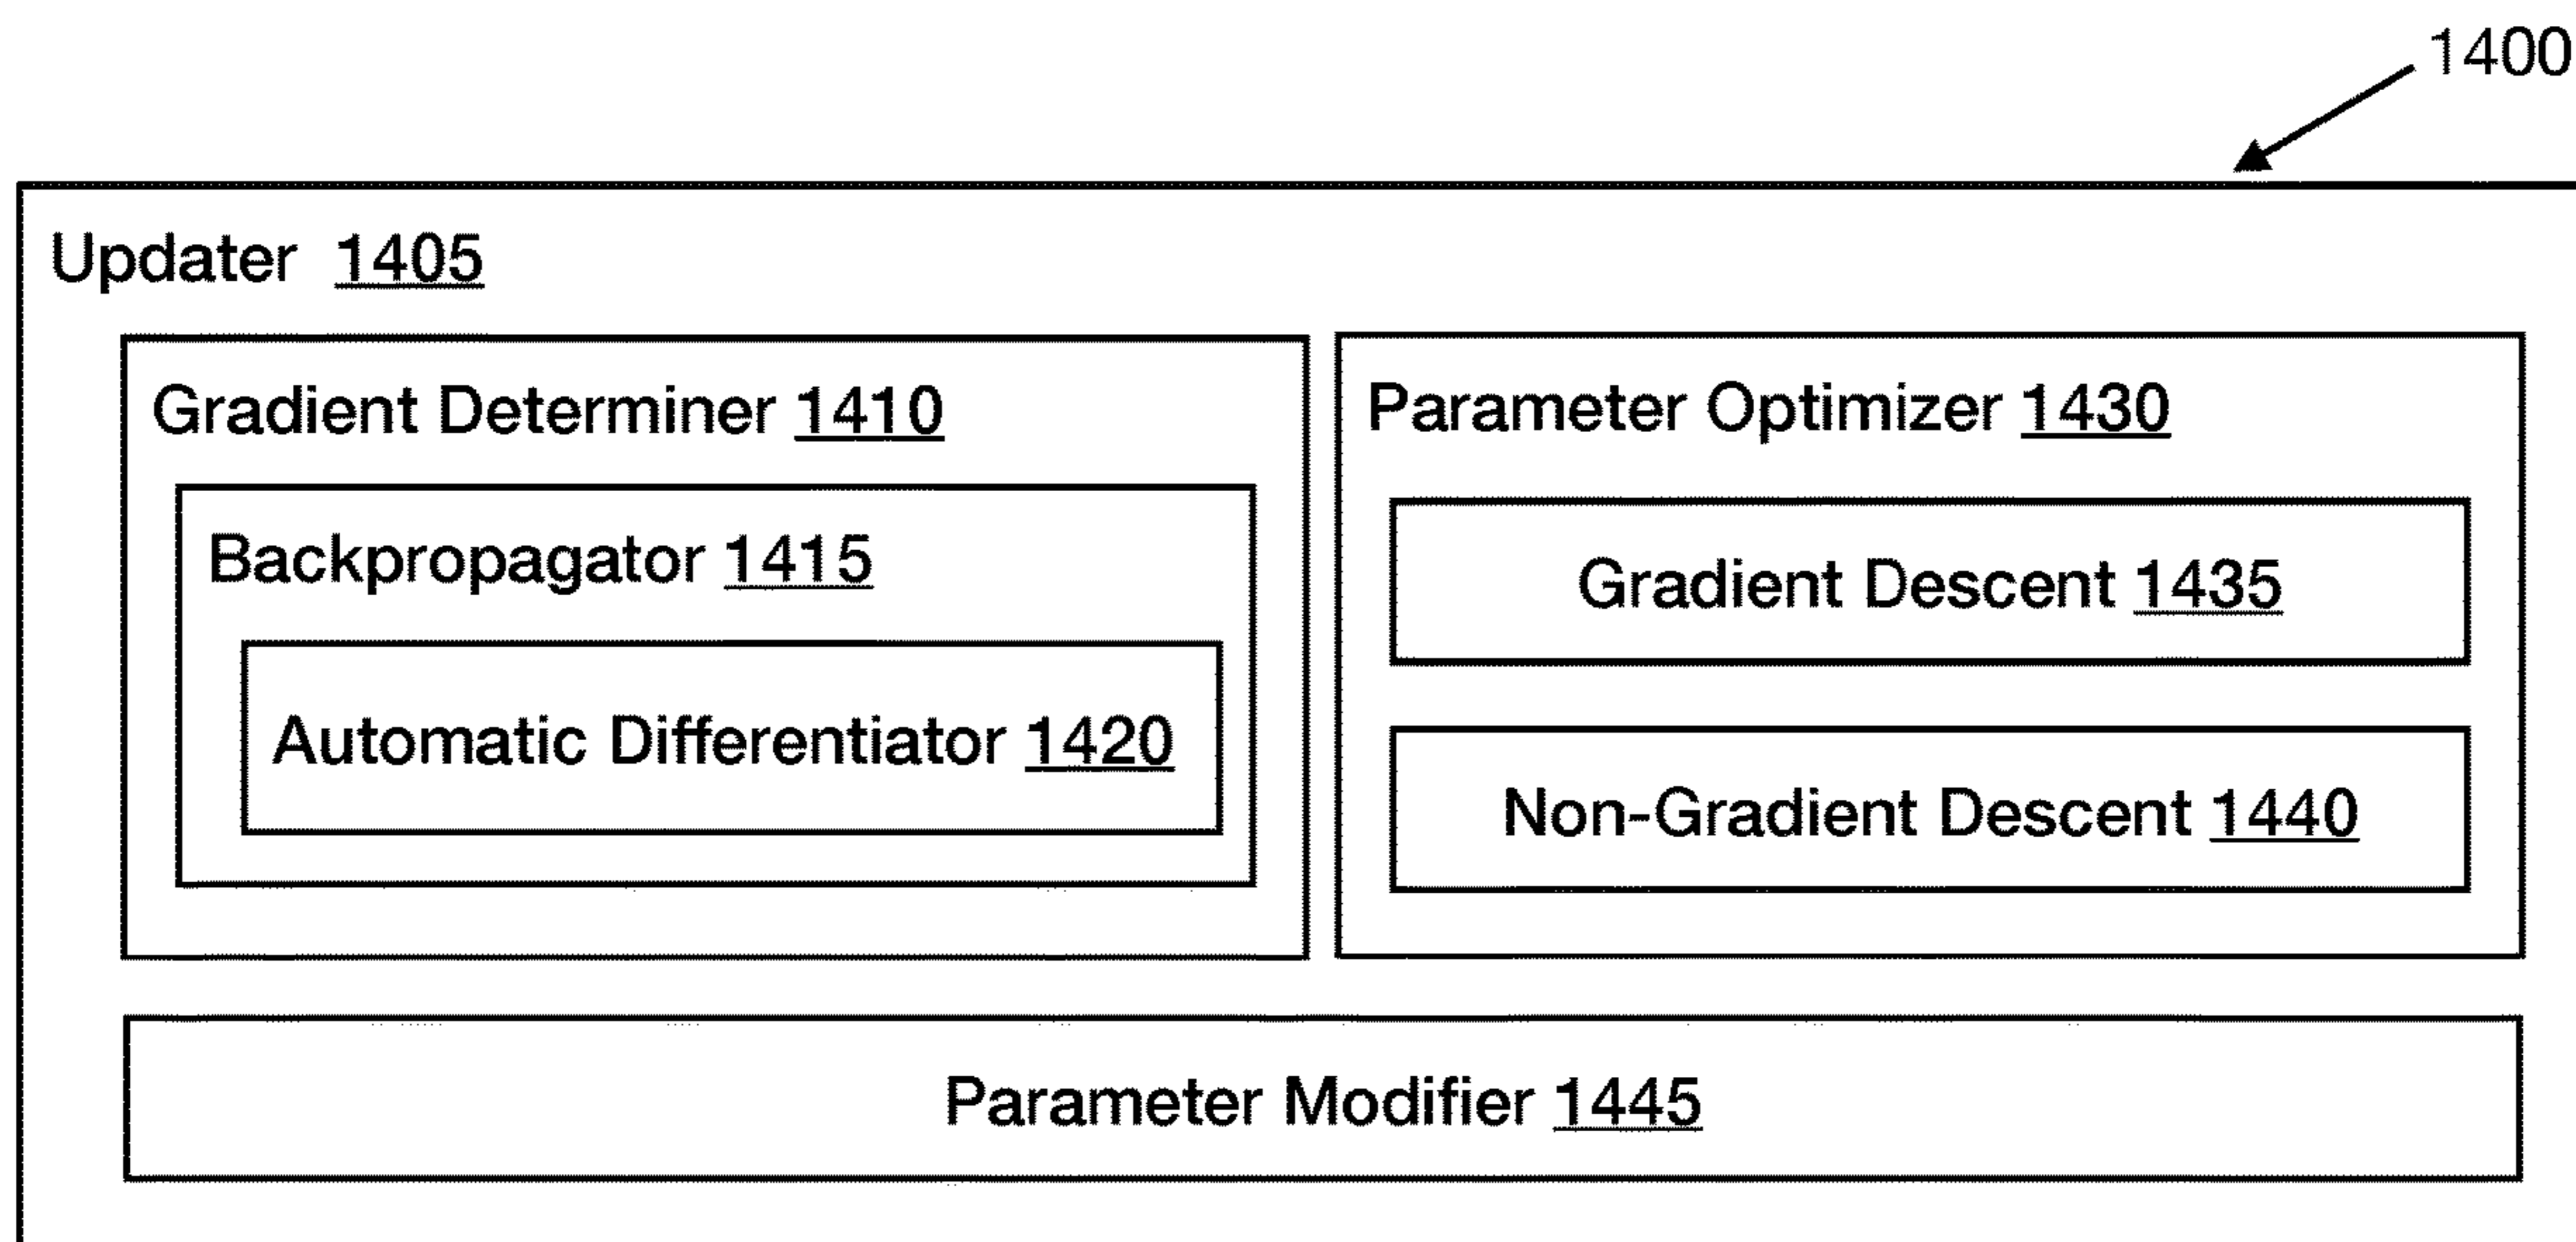 1400
Updater 1405
Gradient Determiner 1410
Backpropagator 1415
Automatic Differentiator 1420
Parameter Optimizer 1430
Gradient Descent 1435
Non-Gradient Descent 1440
Parameter Modifier 1445